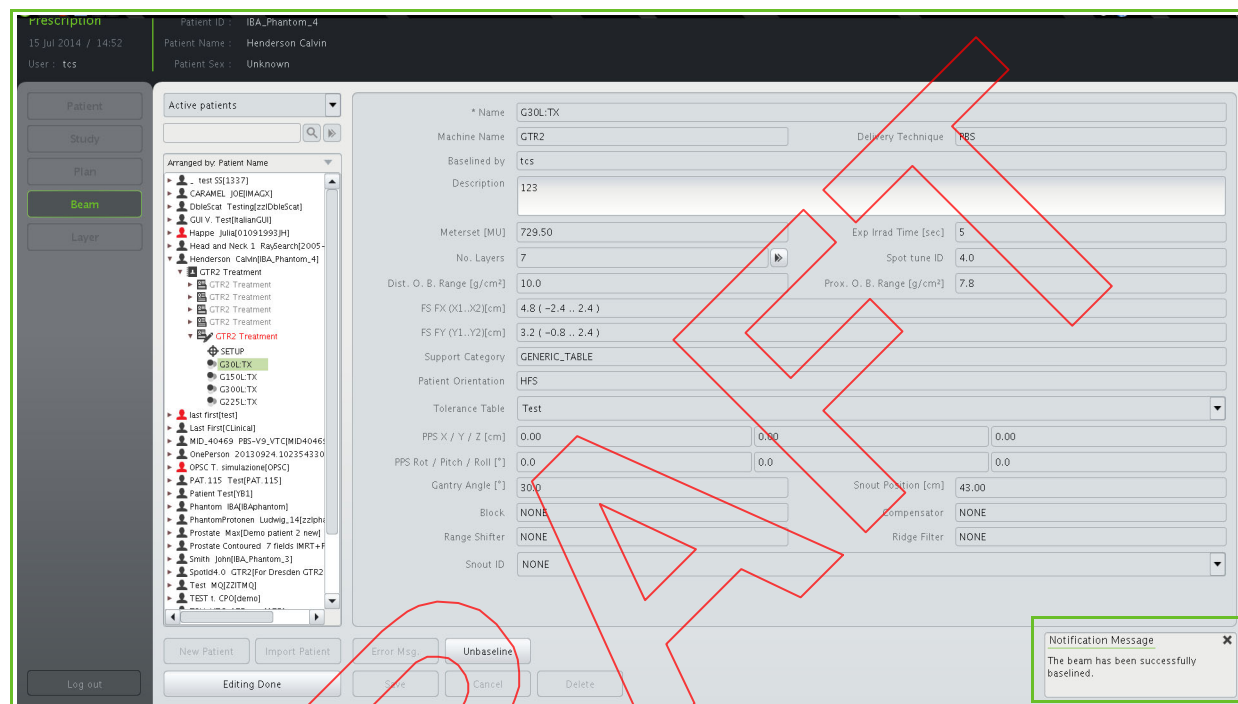 Prescription
15 Jul 2014 / 14:52
User : tcs
Patient ID : IBA_Phantom_4
Patient Name : Henderson Calvin
Patient Sex : Unknown
Patient
Study
Plan
Beam
Layer
Log out
Active patients
Arranged by: Patient Name
_ test SS[1337]
CARAMEL JOE[IMAGX]
DbleScat Testing[zzlDbleScat]
GUI V. Test[ItalianGUI]
Happe Julia[01091993JH]
Head and Neck 1 RaySearch[2005-
Henderson Calvin[IBA_Phantom_4]
GTR2 Treatment
GTR2 Treatment
GTR2 Treatment
GTR2 Treatment
GTR2 Treatment
GTR2 Treatment
SETUP
G30L:TX
G150L:TX
G300L:TX
G225L:TX
last first[test]
Last First[CLinical]
MID_40469 PBS-V9_VTC[MID4046
OnePerson 20130924.102354330
OPSC T. simulazione[OPSC]
PAT.115 Test[PAT.115]
Patient Test[YB1]
Phantom IBA[IBAphantom]
PhantomProtonen Ludwig_14[zzlpha
Prostate Max[Demo patient 2 new]
Prostate Contoured 7 fields IMRT+
Smith John[IBA_Phantom_3]
SpotId4.0 GTR2[For Dresden GTR2
Test MQ[ZZITMQ]
TEST t. CPO[demo]
New Patient Import Patient
Editing Done
* Name G30L:TX
Machine Name GTR2 Delivery Technique PBS
Baselined by tcs
Description 123
Meterset [MU] 729.50 Exp Irrad Time [sec] 5
No. Layers 7 Spot tune ID 4.0
Dist. O. B. Range [g/cm²] 10.0 Prox. O. B. Range [g/cm²] 7.8
FS FX (X1..X2)[cm] 4.8 ( -2.4 .. 2.4 )
FS FY (Y1..Y2)[cm] 3.2 ( -0.8 .. 2.4 )
Support Category GENERIC_TABLE
Patient Orientation HFS
Tolerance Table Test
PPS X / Y / Z [cm] 0.00 0.00 0.00
PPS Rot / Pitch / Roll [°] 0.0 0.0 0.0
Gantry Angle [°] 30.0 Snout Position [cm] 43.00
Block NONE Compensator NONE
Range Shifter NONE Ridge Filter NONE
Snout ID NONE
Error Msg. Unbaseline
Save Cancel Delete
Notification Message
The beam has been successfully
baselined.